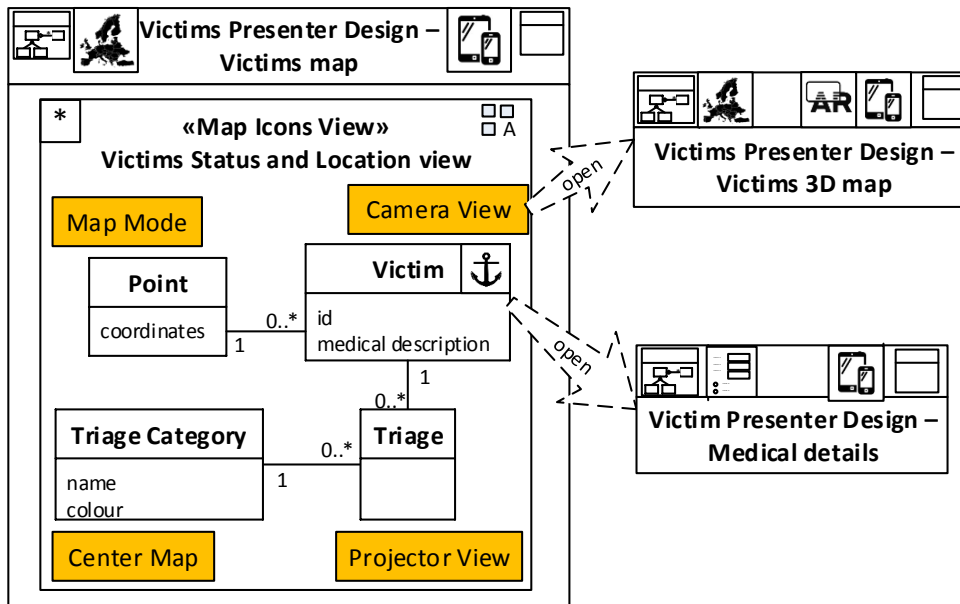 Victims Presenter Design –
Victims map
*
«Map Icons View»
A
Victims Status and Location view
Map Mode
Camera View
open
AR
Victims Presenter Design –
Victims 3D map
Point
coordinates
1
0..*
Victim
id
medical description
open
Victim Presenter Design –
Medical details
1
0..*
Triage Category
name
colour
1
0..*
Triage
Center Map
Projector View